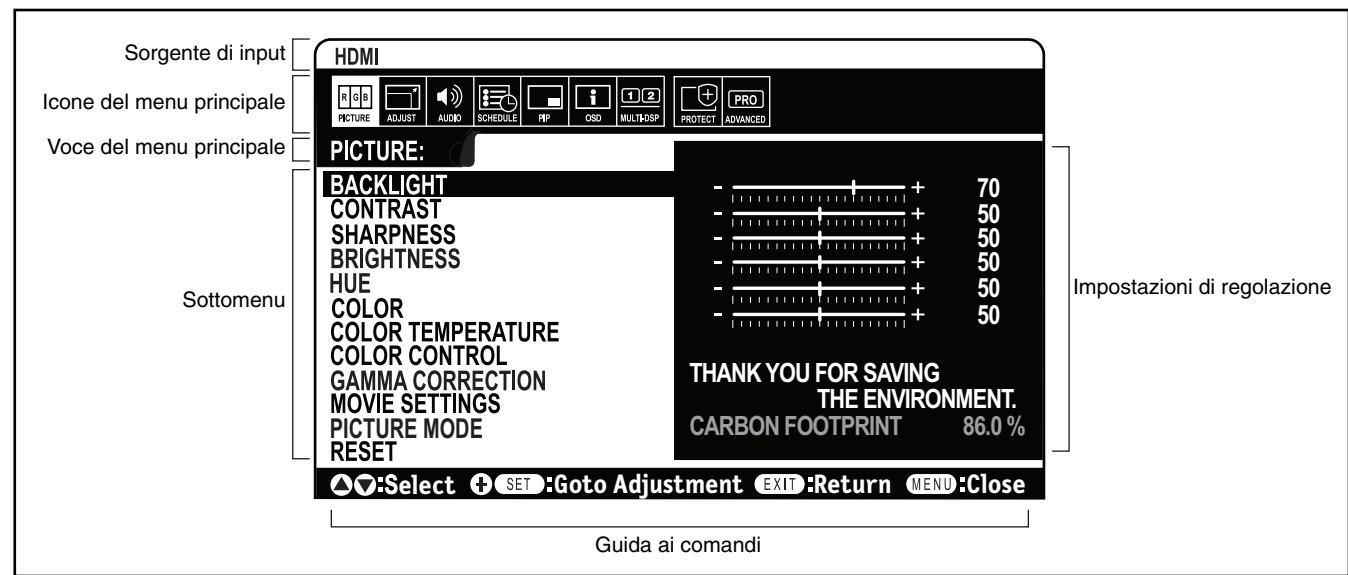 Sorgente di input
HDMI
Icone del menu principale
R G B
PICTURE
ADJUST
AUDIO
SCHEDULE
PIP
i
OSD
1 2
MULTI-DSP
PROTECT
PRO
ADVANCED
Voce del menu principale
PICTURE:
Sottomenu
BACKLIGHT - + 70
CONTRAST - + 50
SHARPNESS - + 50
BRIGHTNESS - + 50
HUE - + 50
COLOR - + 50
COLOR TEMPERATURE
COLOR CONTROL
GAMMA CORRECTION
MOVIE SETTINGS
PICTURE MODE
RESET
THANK YOU FOR SAVING
THE ENVIRONMENT.
CARBON FOOTPRINT 86.0 %
Impostazioni di regolazione
:Select + SET :Goto Adjustment EXIT :Return MENU :Close
Guida ai comandi